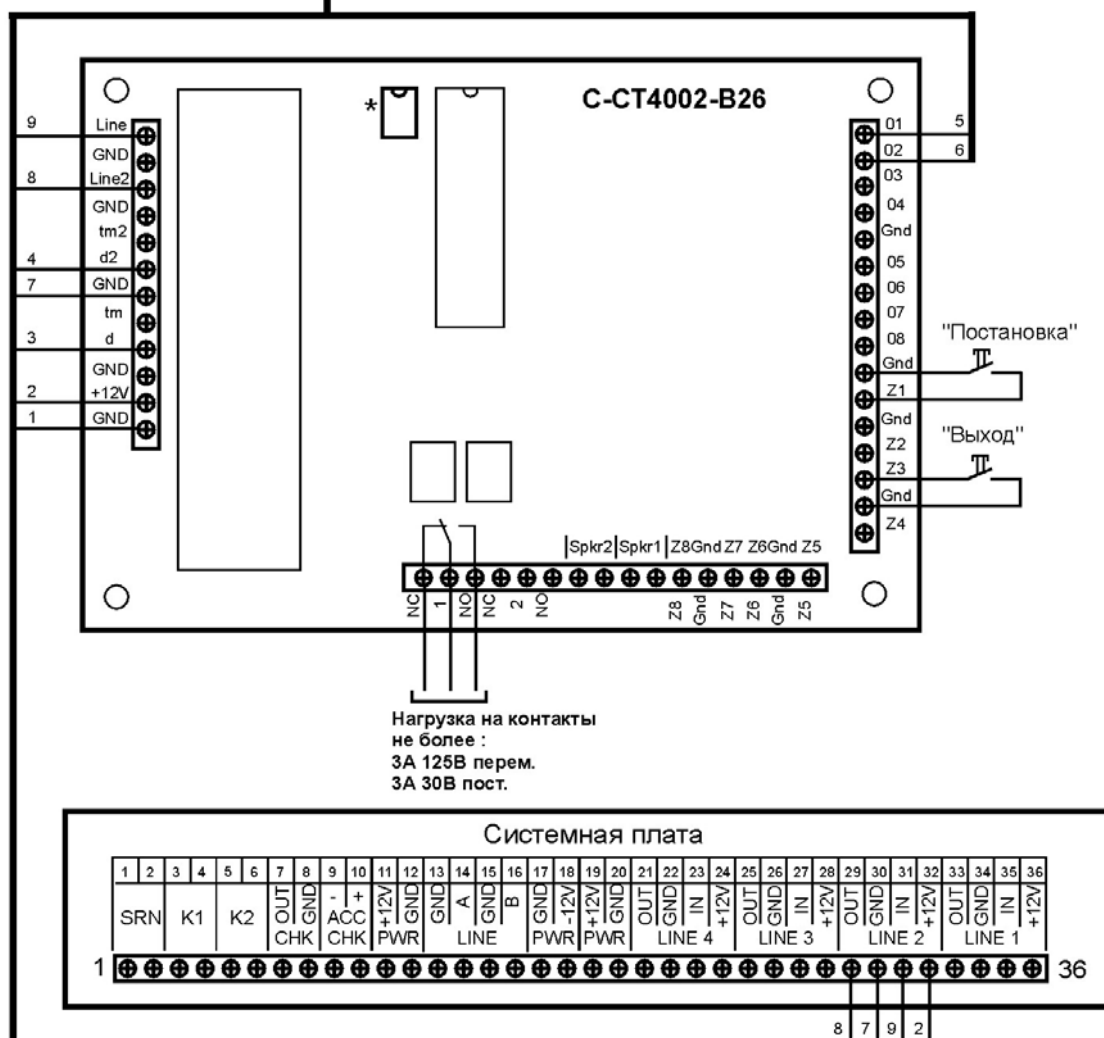 C-CT4002-B26
*
9 Line
GND
8 Line2
GND
tm2
4 d2
7 GND
tm
3 d
GND
2 +12V
1 GND
01 5
02 6
03
04
Gnd
05
06
07
08
Gnd
Z1
Gnd
Z2
Z3
Gnd
Z4
"Постановка"
"Выход"
|Spkr2|Spkr1|Z8Gnd Z7 Z6Gnd Z5
NC 1 NO NC 2 NO Z8 Gnd Z7 Z6 Gnd Z5
Нагрузка на контакты
не более :
3А 125В перем.
3А 30В пост.
Системная плата
1 2 3 4 5 6 7 8 9 10 11 12 13 14 15 16 17 18 19 20 21 22 23 24 25 26 27 28 29 30 31 32 33 34 35 36
OUT GND - + +12V GND GND A GND B GND -12V +12V GND OUT GND IN +12V OUT GND IN +12V OUT GND IN +12V OUT GND IN +12V
SRN K1 K2 CHK ACC CHK PWR LINE PWR PWR LINE 4 LINE 3 LINE 2 LINE 1
1 36
8 7 9 2